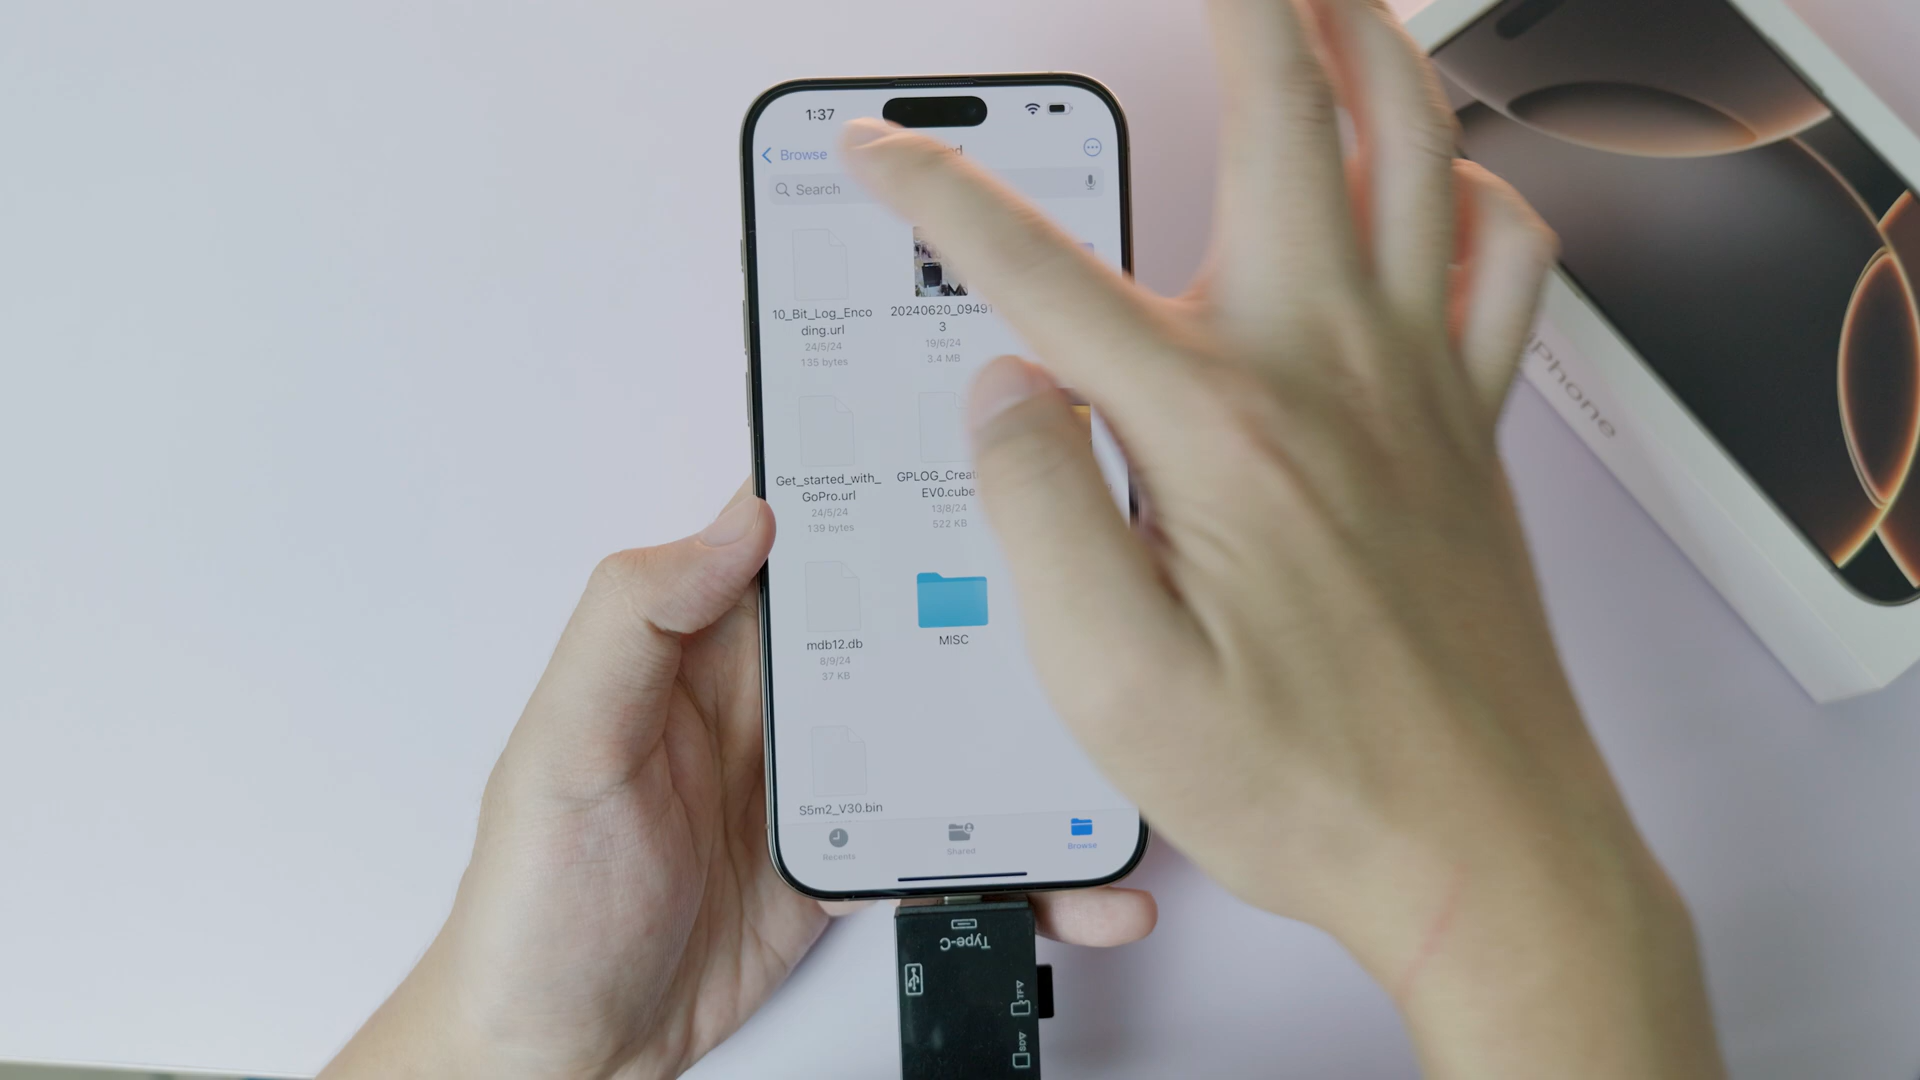 1:37
Browse
Search
10_Bit_Log_Enco
ding.url
24/5/24
135 bytes
20240620_09491
3
19/6/24
3.4 MB
Get_started_with_
GoPro.url
24/5/24
139 bytes
GPLOG_Creat
EV0.cube
13/8/24
522 KB
mdb12.db
8/9/24
37 KB
MISC
S5m2_V30.bin
Recents
Shared
Browse
Type-C
TF
SD
iPhone